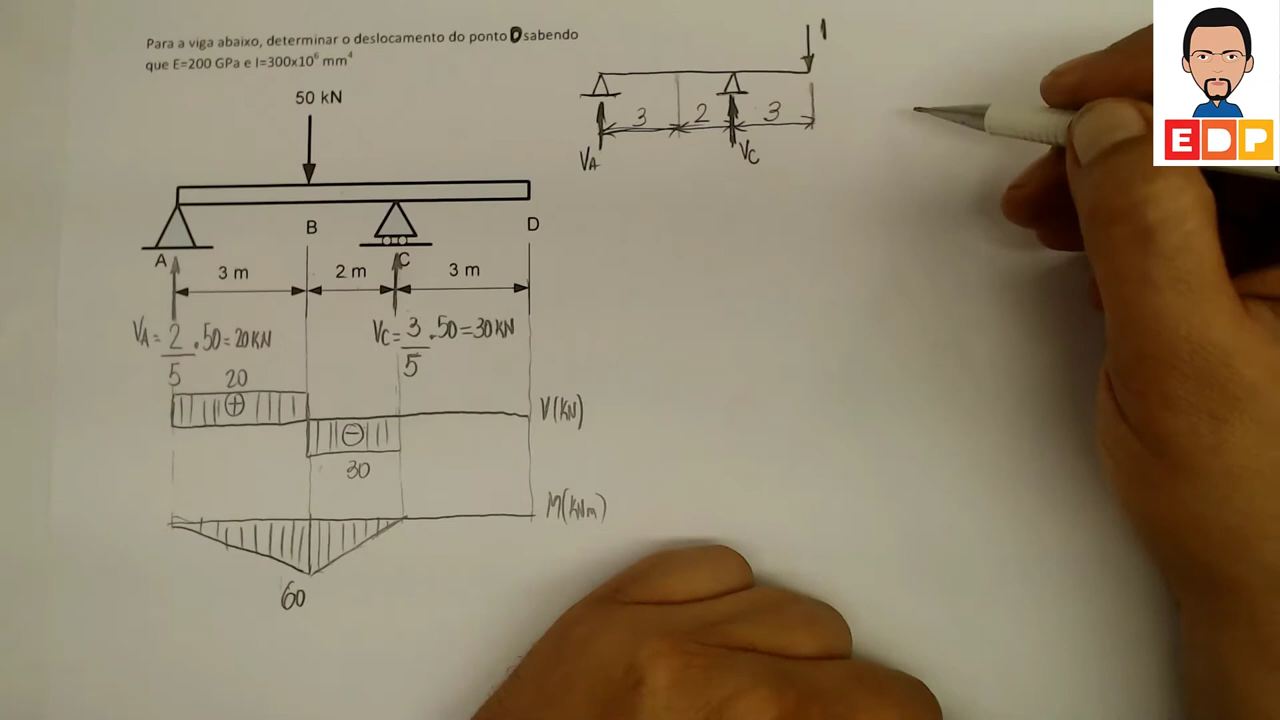 Para a viga abaixo, determinar o deslocamento do ponto D sabendo
que E=200 GPa e I=300x10⁶ mm⁴
50 kN
A
B
C
D
3 m
2 m
3 m
VA = 2/5 . 50 = 20 KN
VC = 3/5 . 50 = 30 KN
20
+
V(KN)
−
30
M(KNm)
60
1
3
2
3
VA
VC
EDP